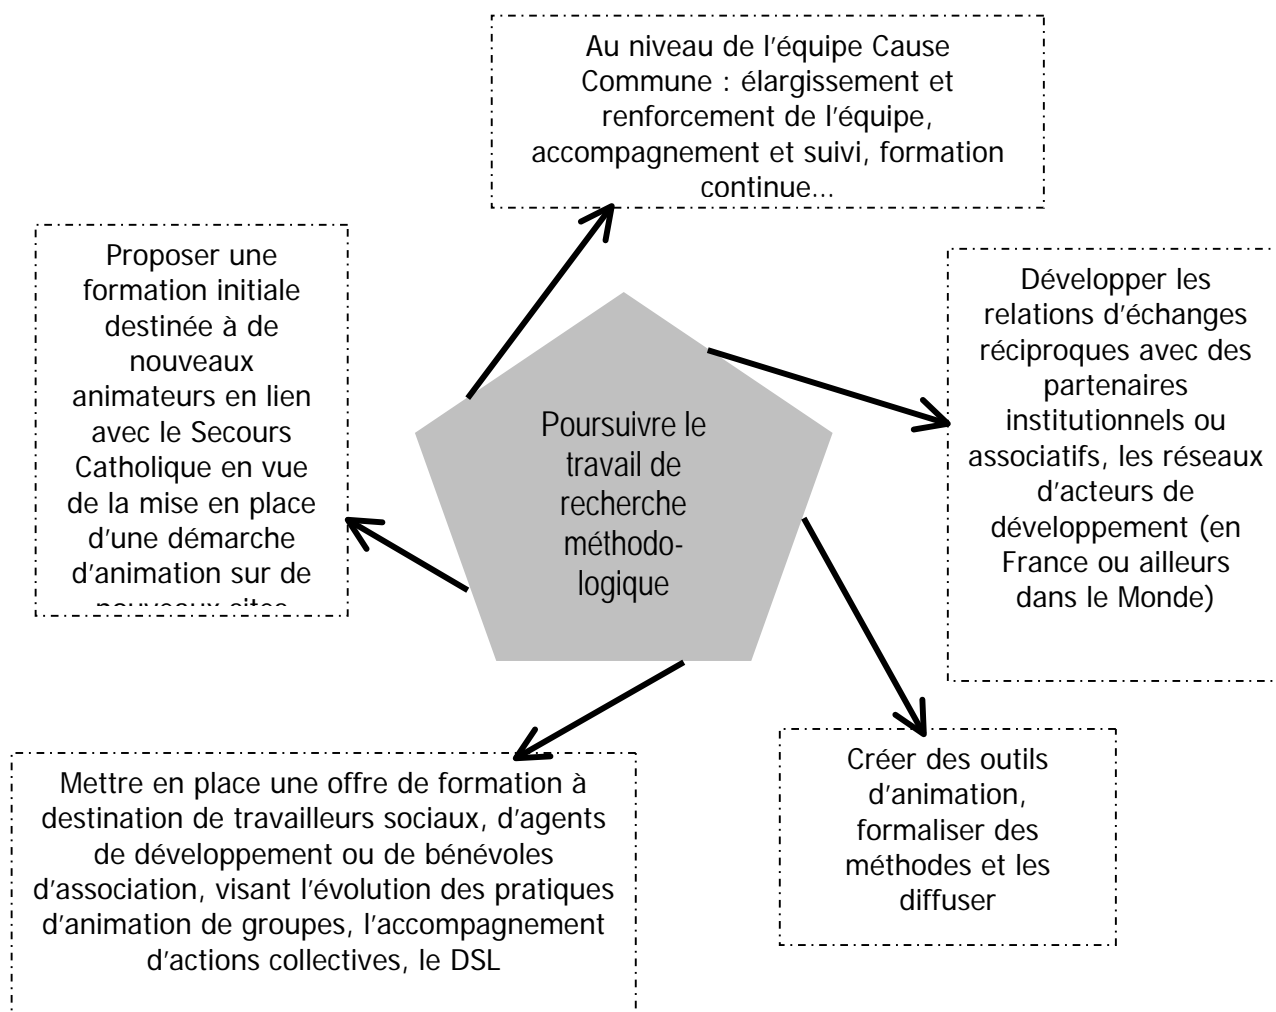 Au niveau de l'équipe Cause
Commune : élargissement et
renforcement de l'équipe,
accompagnement et suivi, formation
continue...
Proposer une
formation initiale
destinée à de
nouveaux
animateurs en lien
avec le Secours
Catholique en vue
de la mise en place
d'une démarche
d'animation sur de
Développer les
relations d'échanges
réciproques avec des
partenaires
institutionnels ou
associatifs, les réseaux
d'acteurs de
développement (en
France ou ailleurs
dans le Monde)
Poursuivre le
travail de
recherche
méthodo-
logique
Mettre en place une offre de formation à
destination de travailleurs sociaux, d'agents
de développement ou de bénévoles
d'association, visant l'évolution des pratiques
d'animation de groupes, l'accompagnement
d'actions collectives, le DSL
Créer des outils
d'animation,
formaliser des
méthodes et les
diffuser